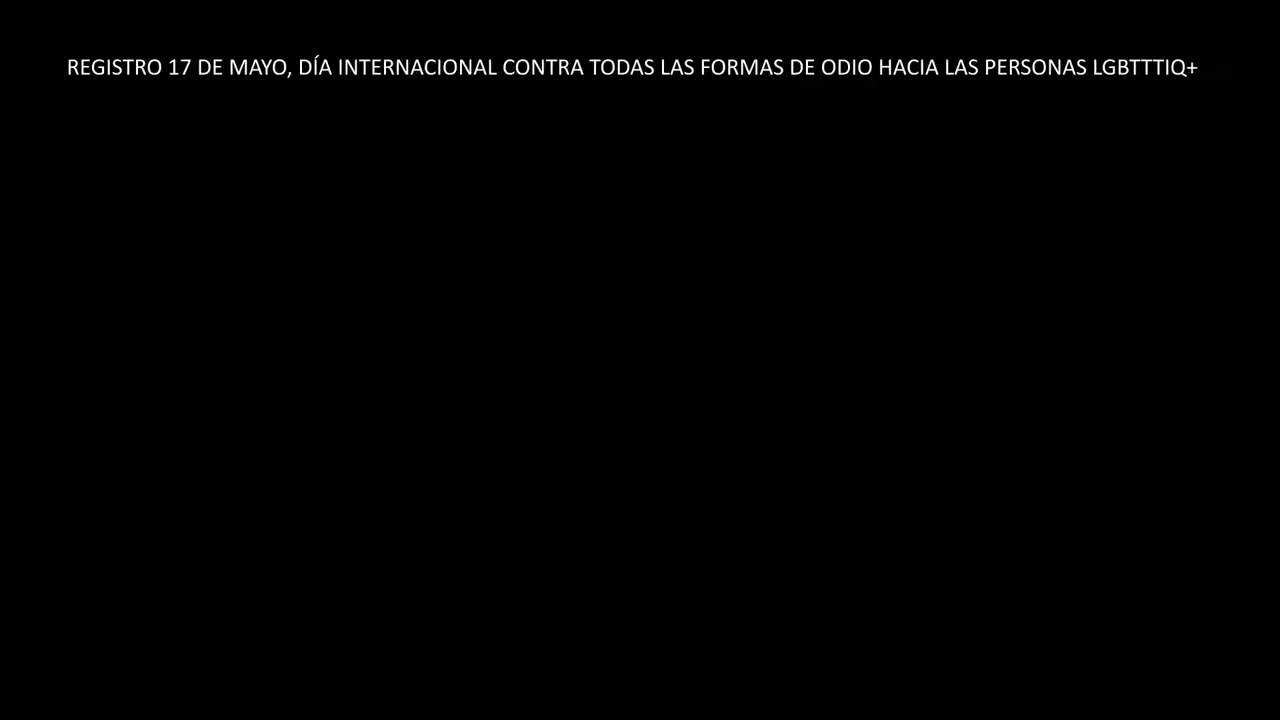 REGISTRO 17 DE MAYO, DÍA INTERNACIONAL CONTRA TODAS LAS FORMAS DE ODIO HACIA LAS PERSONAS LGBTTTIQ+